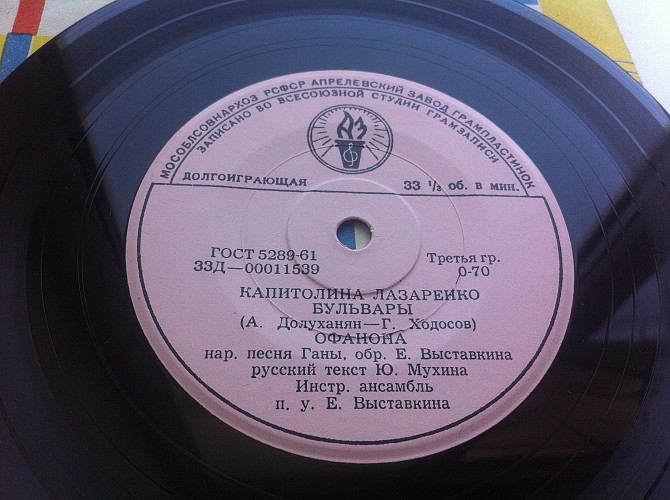 МОСОБЛСОВНАРХОЗ РСФСР АПРЕЛЕВСКИЙ ЗАВОД ГРАМПЛАСТИНОК
ЗАПИСАНО ВО ВСЕСОЮЗНОЙ СТУДИИ ГРАМЗАПИСИ
АЗ
ДОЛГОИГРАЮЩАЯ 33 1/3 об. в мин.
ГОСТ 5289-61 Третья гр.
33Д—00011539 0-70
КАПИТОЛИНА ЛАЗАРЕНКО
БУЛЬВАРЫ
(А. Долуханян—Г. Ходосов)
ОФАНОНА
нар. песня Ганы, обр. Е. Выставкина
русский текст Ю. Мухина
Инстр. ансамбль
п. у. Е. Выставкина